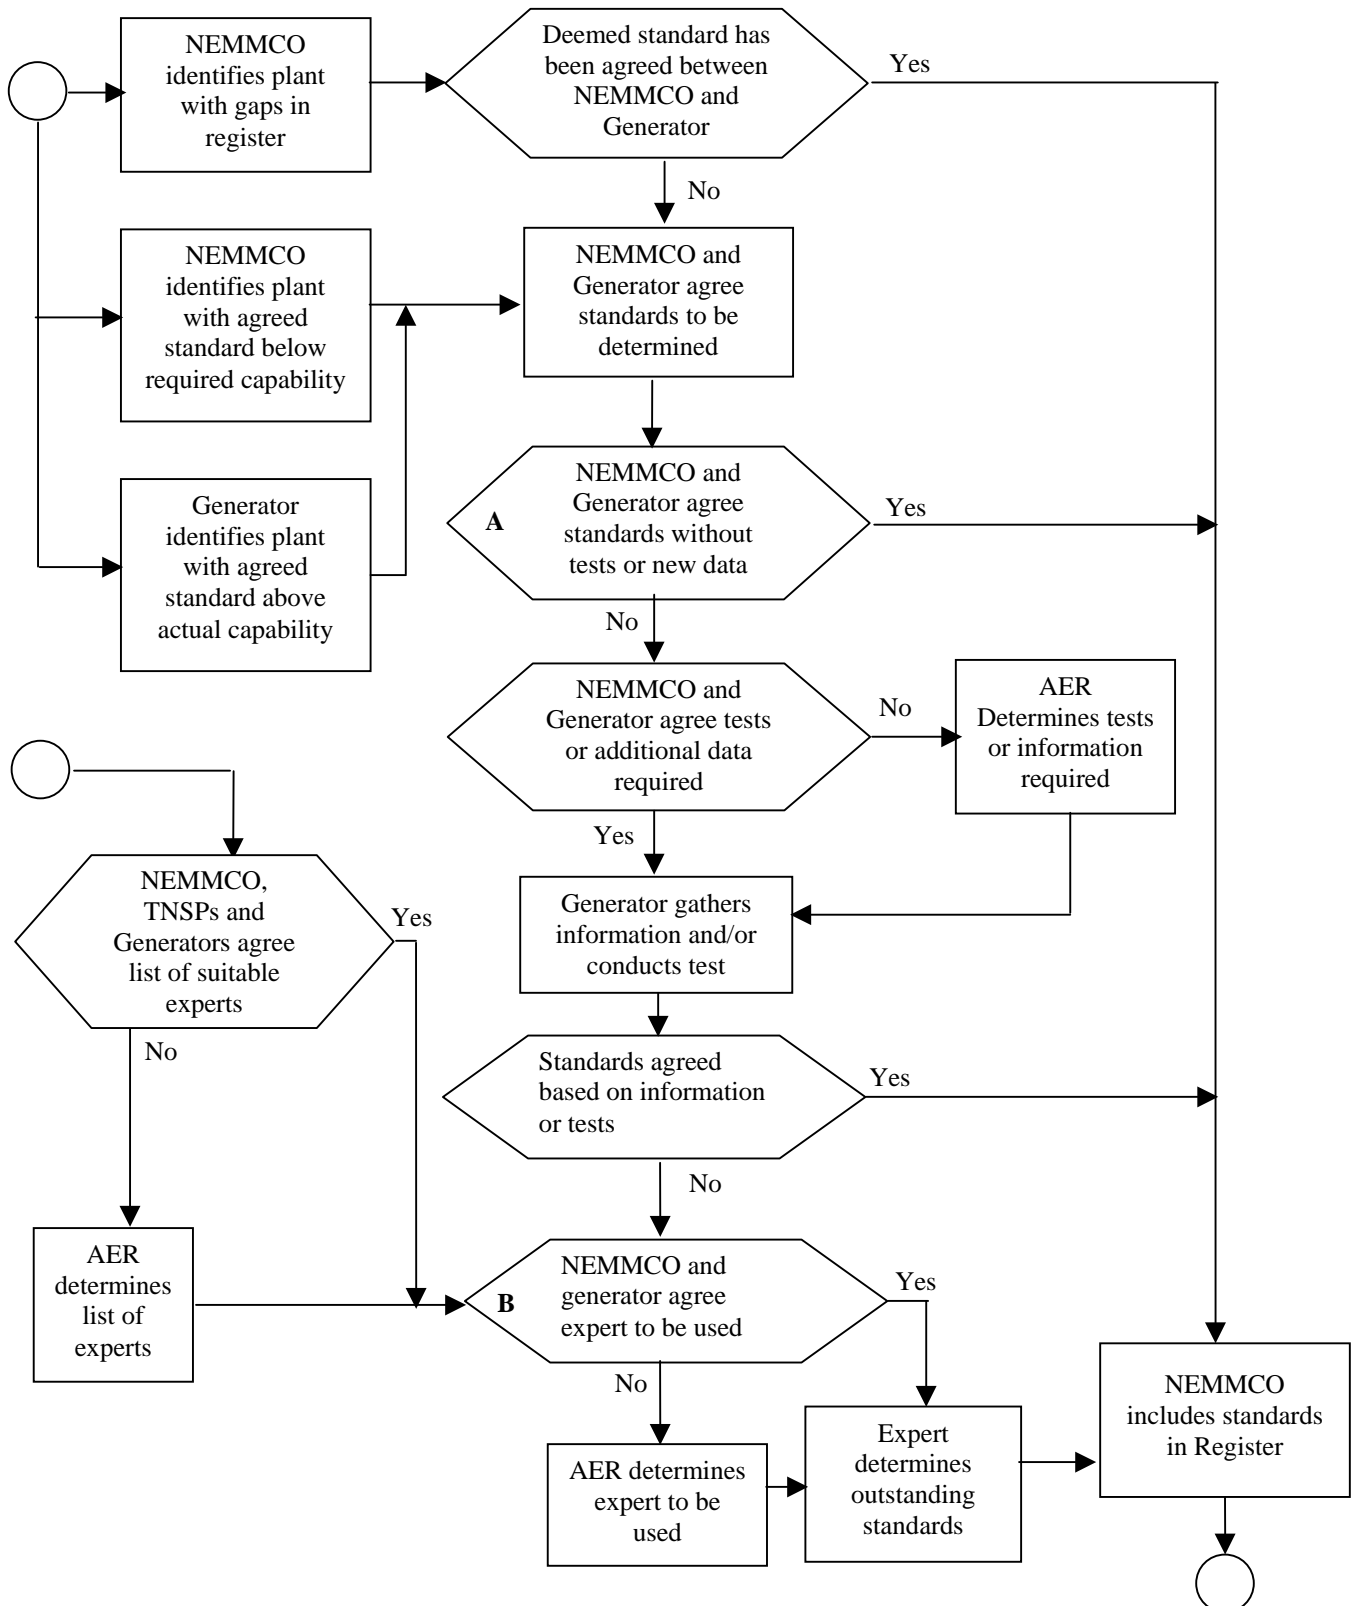 NEMMCO
identifies plant
with gaps in
register
Deemed standard has
been agreed between
NEMMCO and
Generator
Yes
No
NEMMCO
identifies plant
with agreed
standard below
required capability
NEMMCO and
Generator agree
standards to be
determined
Generator
identifies plant
with agreed
standard above
actual capability
A
NEMMCO and
Generator agree
standards without
tests or new data
Yes
No
NEMMCO and
Generator agree tests
or additional data
required
No
AER
Determines tests
or information
required
Yes
NEMMCO,
TNSPs and
Generators agree
list of suitable
experts
Yes
No
Generator gathers
information and/or
conducts test
Standards agreed
based on information
or tests
Yes
No
AER
determines
list of
experts
B
NEMMCO and
generator agree
expert to be used
Yes
No
AER determines
expert to be
used
Expert
determines
outstanding
standards
NEMMCO
includes standards
in Register